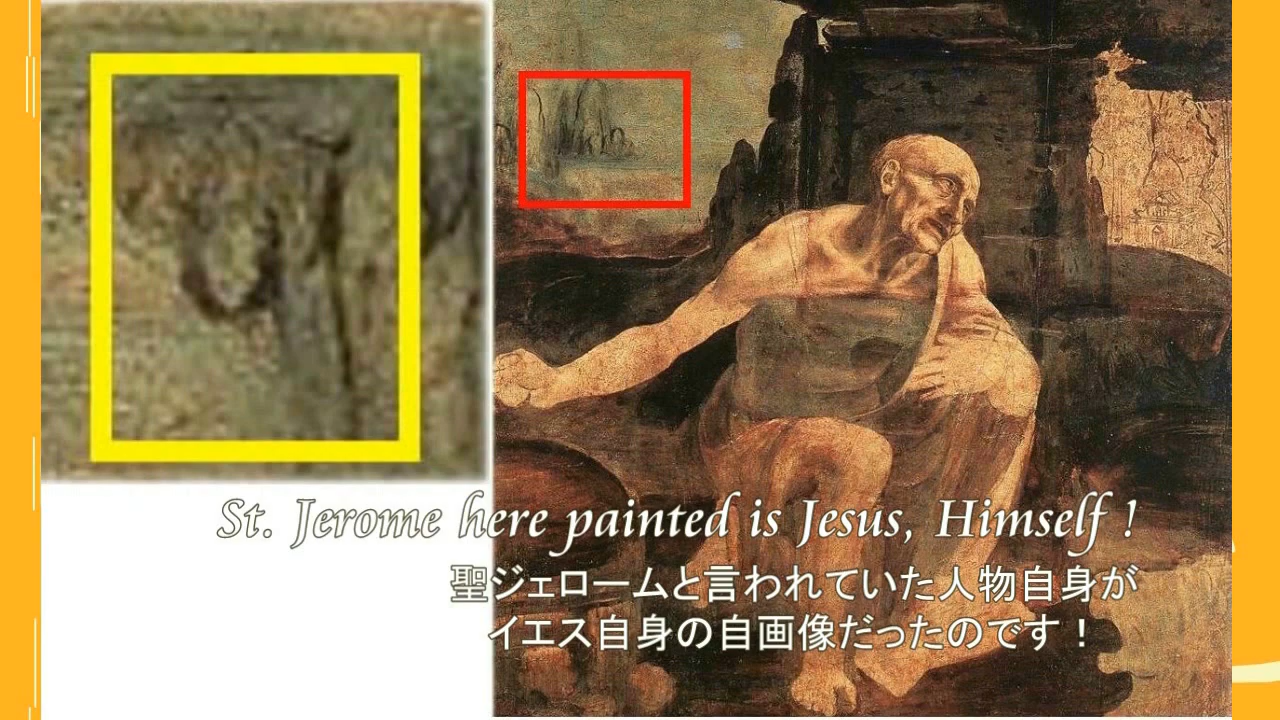 St. Jerome here painted is Jesus, Himself !
聖ジェロームと言われていた人物自身が
イエス自身の自画像だったのです！